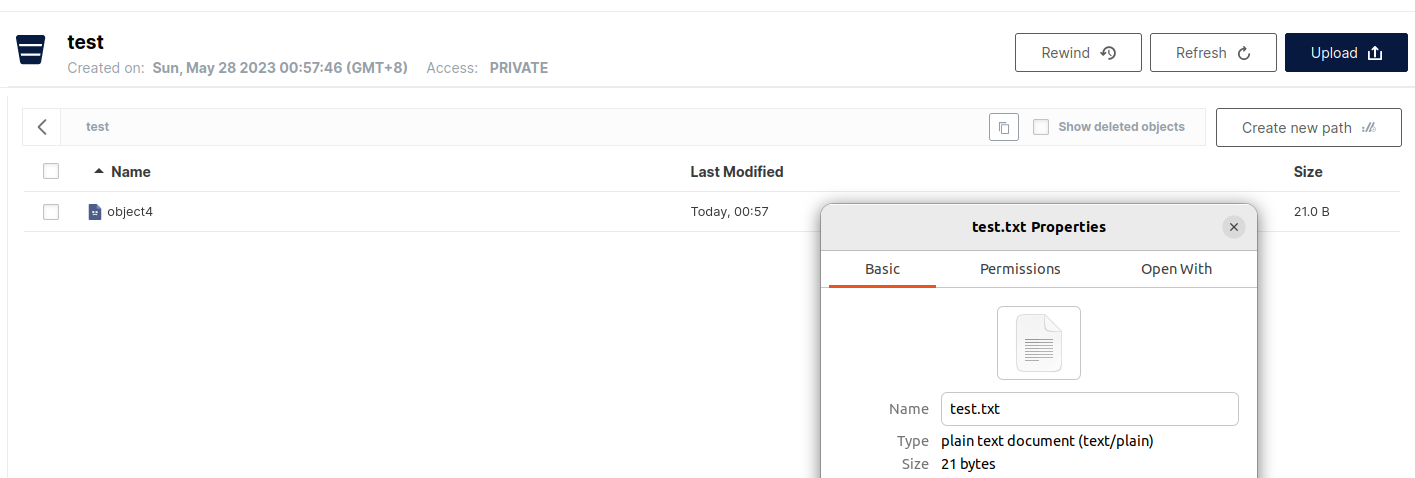 test
Created on: Sun, May 28 2023 00:57:46 (GMT+8) Access: PRIVATE
Rewind Refresh Upload
test Show deleted objects Create new path
Name Last Modified Size
object4 Today, 00:57 21.0 B
test.txt Properties
Basic Permissions Open With
Name test.txt
Type plain text document (text/plain)
Size 21 bytes